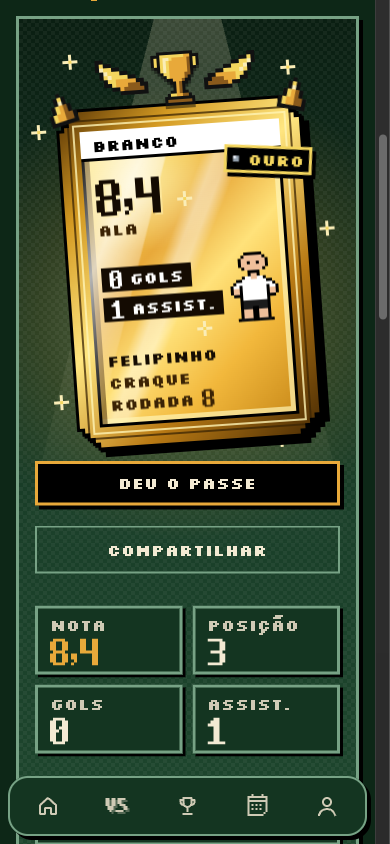 BRANCO
OURO
8,4
ALA
0 GOLS
1 ASSIST.
FELIPINHO
CRAQUE
RODADA 8
DEU O PASSE
COMPARTILHAR
NOTA
8,4
POSIÇÃO
3
GOLS
0
ASSIST.
1
VS